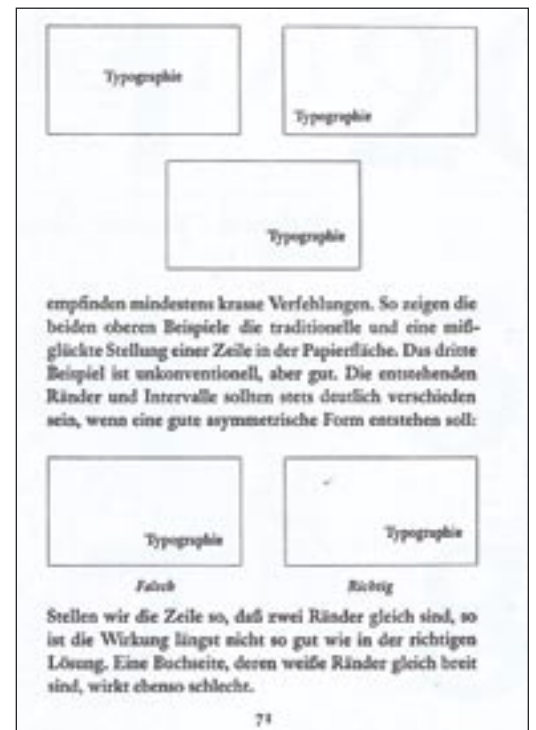 Typographie
Typographie
Typographie
empfinden mindestens krasse Verfehlungen. So zeigen die
beiden oberen Beispiele die traditionelle und eine miß-
glückte Stellung einer Zeile in der Papierfläche. Das dritte
Beispiel ist unkonventionell, aber gut. Die entstehenden
Ränder und Intervalle sollten stets deutlich verschieden
sein, wenn eine gute asymmetrische Form entstehen soll:
Typographie
Typographie
Falsch
Richtig
Stellen wir die Zeile so, daß zwei Ränder gleich sind, so
ist die Wirkung längst nicht so gut wie in der richtigen
Lösung. Eine Buchseite, deren weiße Ränder gleich breit
sind, wirkt ebenso schlecht.
71